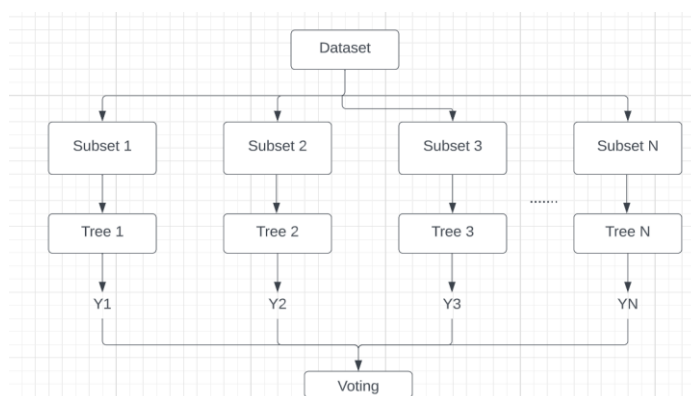 Dataset
Subset 1
Subset 2
Subset 3
Subset N
.......
Tree 1
Tree 2
Tree 3
Tree N
Y1
Y2
Y3
YN
Voting